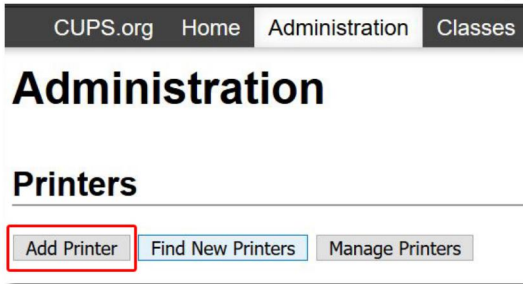 CUPS.org Home Administration Classes
Administration
Printers
Add Printer Find New Printers Manage Printers